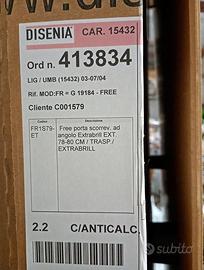 www.di
DISENIA CAR. 15432
Ord n. 413834
LIG / UMB (15432) 03-07/04
Rif. MOD:FR = G 19184 - FREE
Cliente C001579
Codice Descrizione
FR1S79- Free porta scorrev. ad
ET angolo Extrabrill EXT.
78-80 CM / TRASP /
EXTRABRILL
2.2 C/ANTICALC
subito